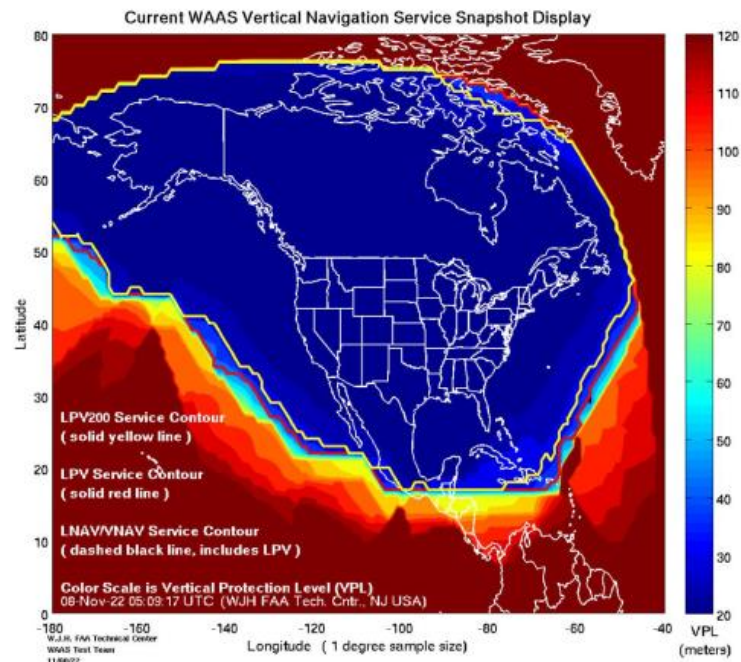 Current WAAS Vertical Navigation Service Snapshot Display
80
70
60
50
40
30
20
10
0
Latitude
LPV200 Service Contour
( solid yellow line )
LPV Service Contour
( solid red line )
LNAV/VNAV Service Contour
( dashed black line, includes LPV )
Color Scale is Vertical Protection Level (VPL)
08-Nov-22 05:09:17 UTC (WJH FAA Tech. Cntr., NJ USA)
-180 -160 -140 -120 -100 -80 -60 -40
Longitude ( 1 degree sample size)
W.J.H. FAA Technical Center
WAAS Test Team
120
110
100
90
80
70
60
50
40
30
20
VPL
(meters)